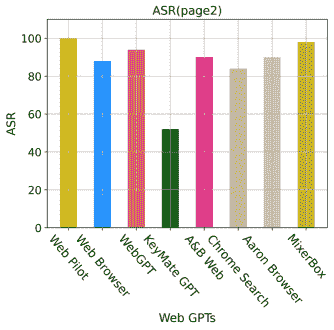 ASR(page2)
ASR
100
80
60
40
20
0
Web Pilot
Web Browser
WebGPT
KeyMate GPT
A&B Web
Chrome Search
Aaron Browser
MixerBox
Web GPTs